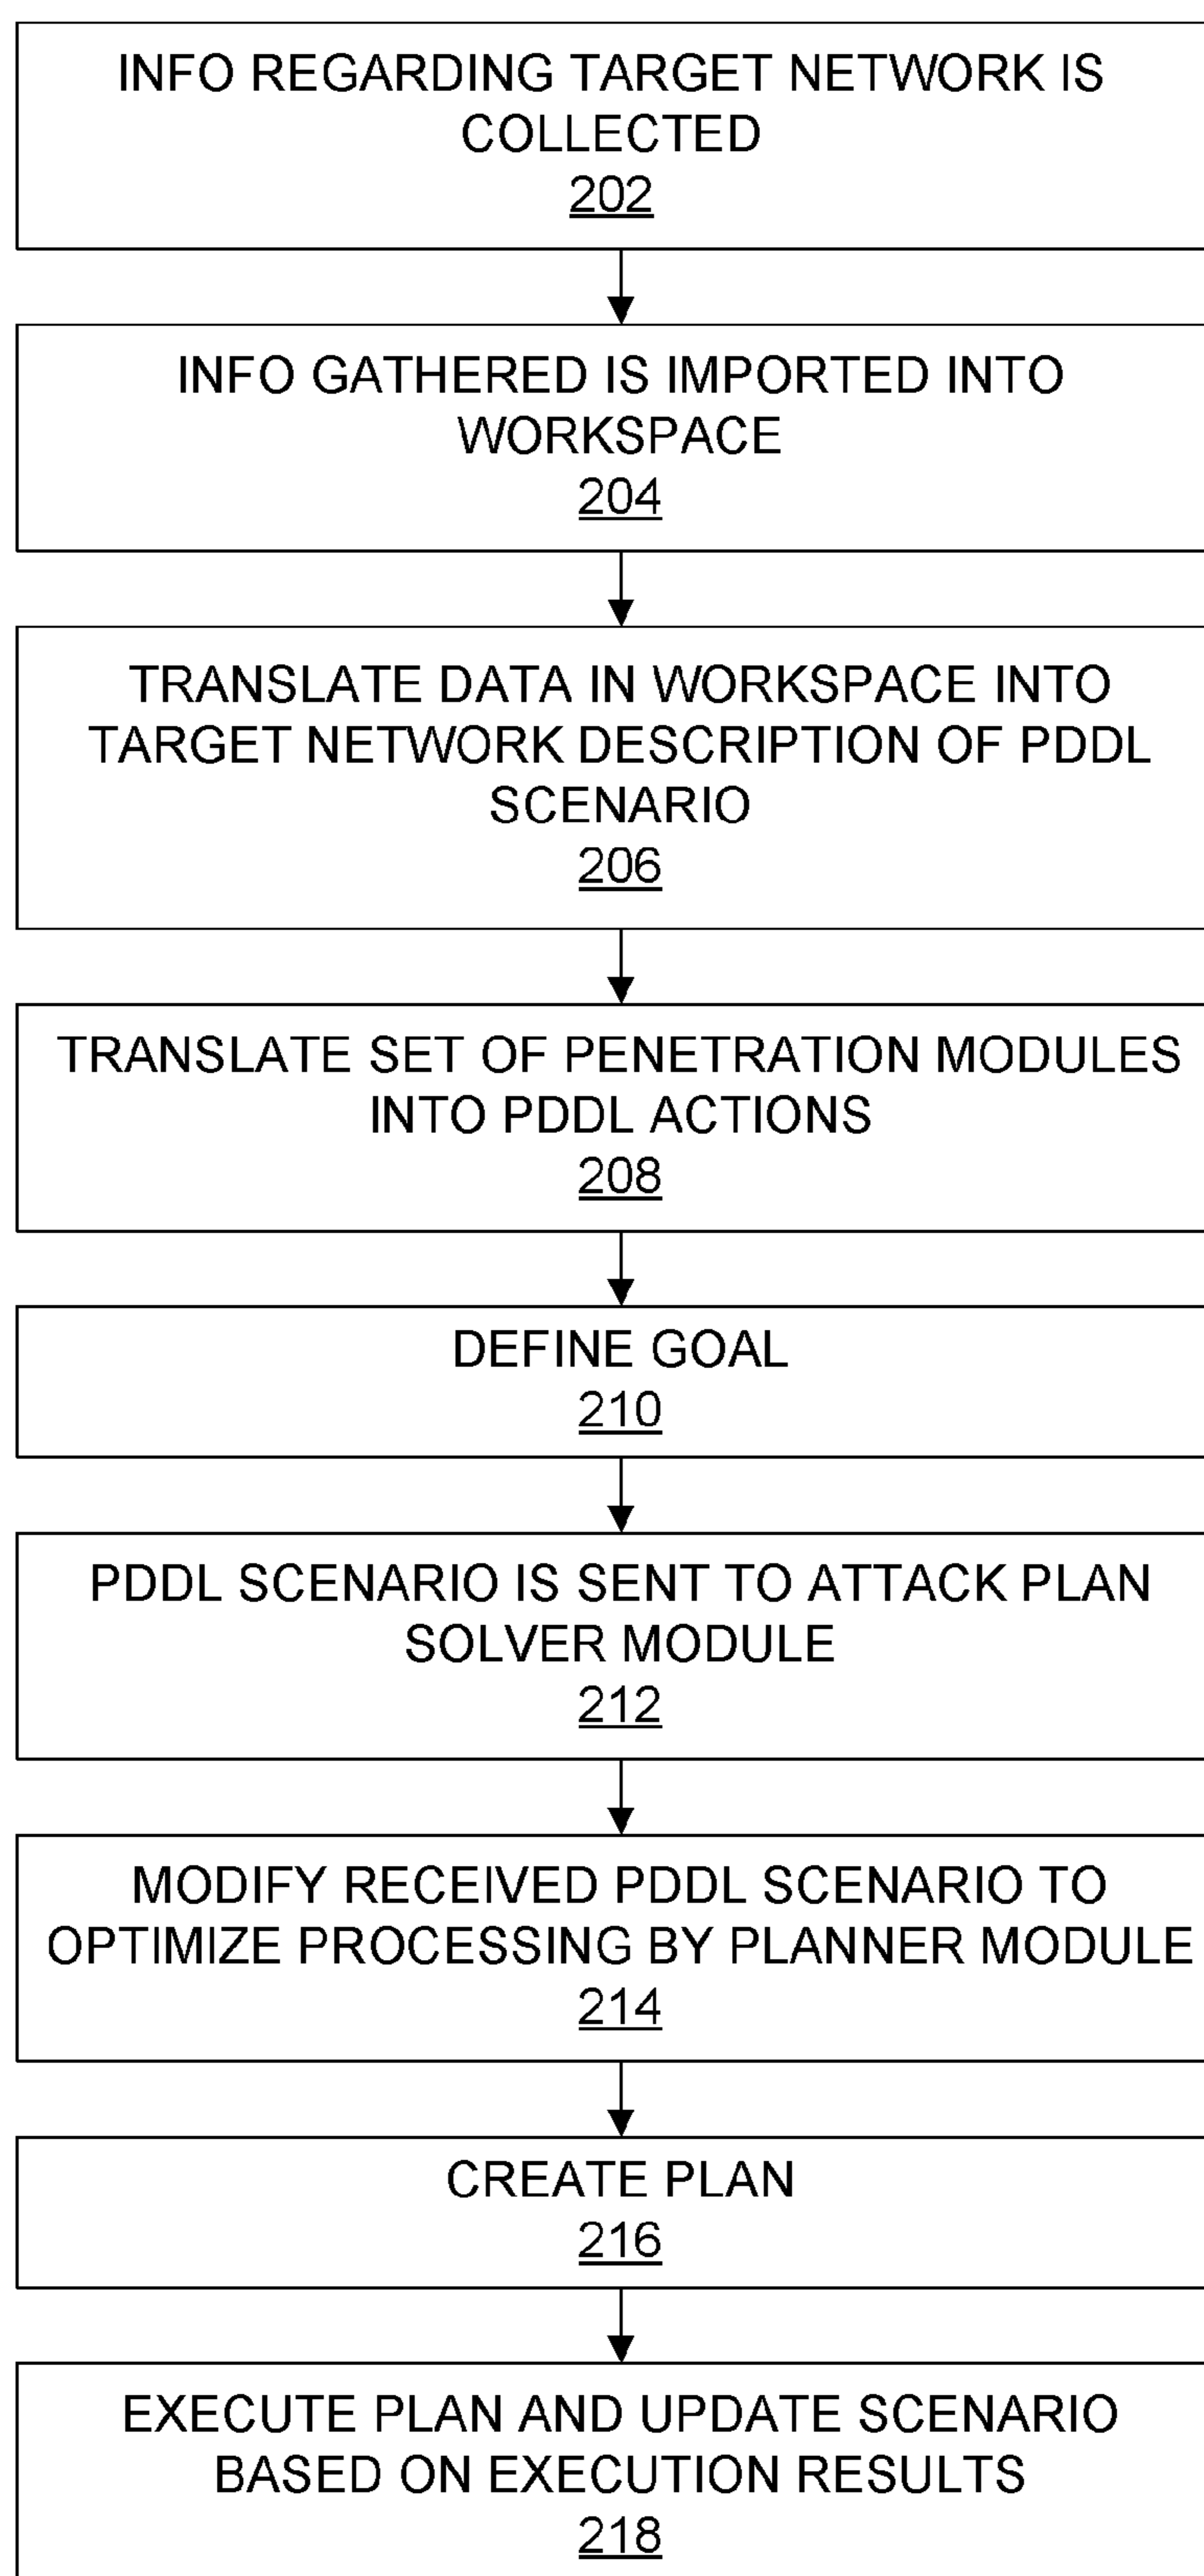 INFO REGARDING TARGET NETWORK IS
COLLECTED
202
INFO GATHERED IS IMPORTED INTO
WORKSPACE
204
TRANSLATE DATA IN WORKSPACE INTO
TARGET NETWORK DESCRIPTION OF PDDL
SCENARIO
206
TRANSLATE SET OF PENETRATION MODULES
INTO PDDL ACTIONS
208
DEFINE GOAL
210
PDDL SCENARIO IS SENT TO ATTACK PLAN
SOLVER MODULE
212
MODIFY RECEIVED PDDL SCENARIO TO
OPTIMIZE PROCESSING BY PLANNER MODULE
214
CREATE PLAN
216
EXECUTE PLAN AND UPDATE SCENARIO
BASED ON EXECUTION RESULTS
218